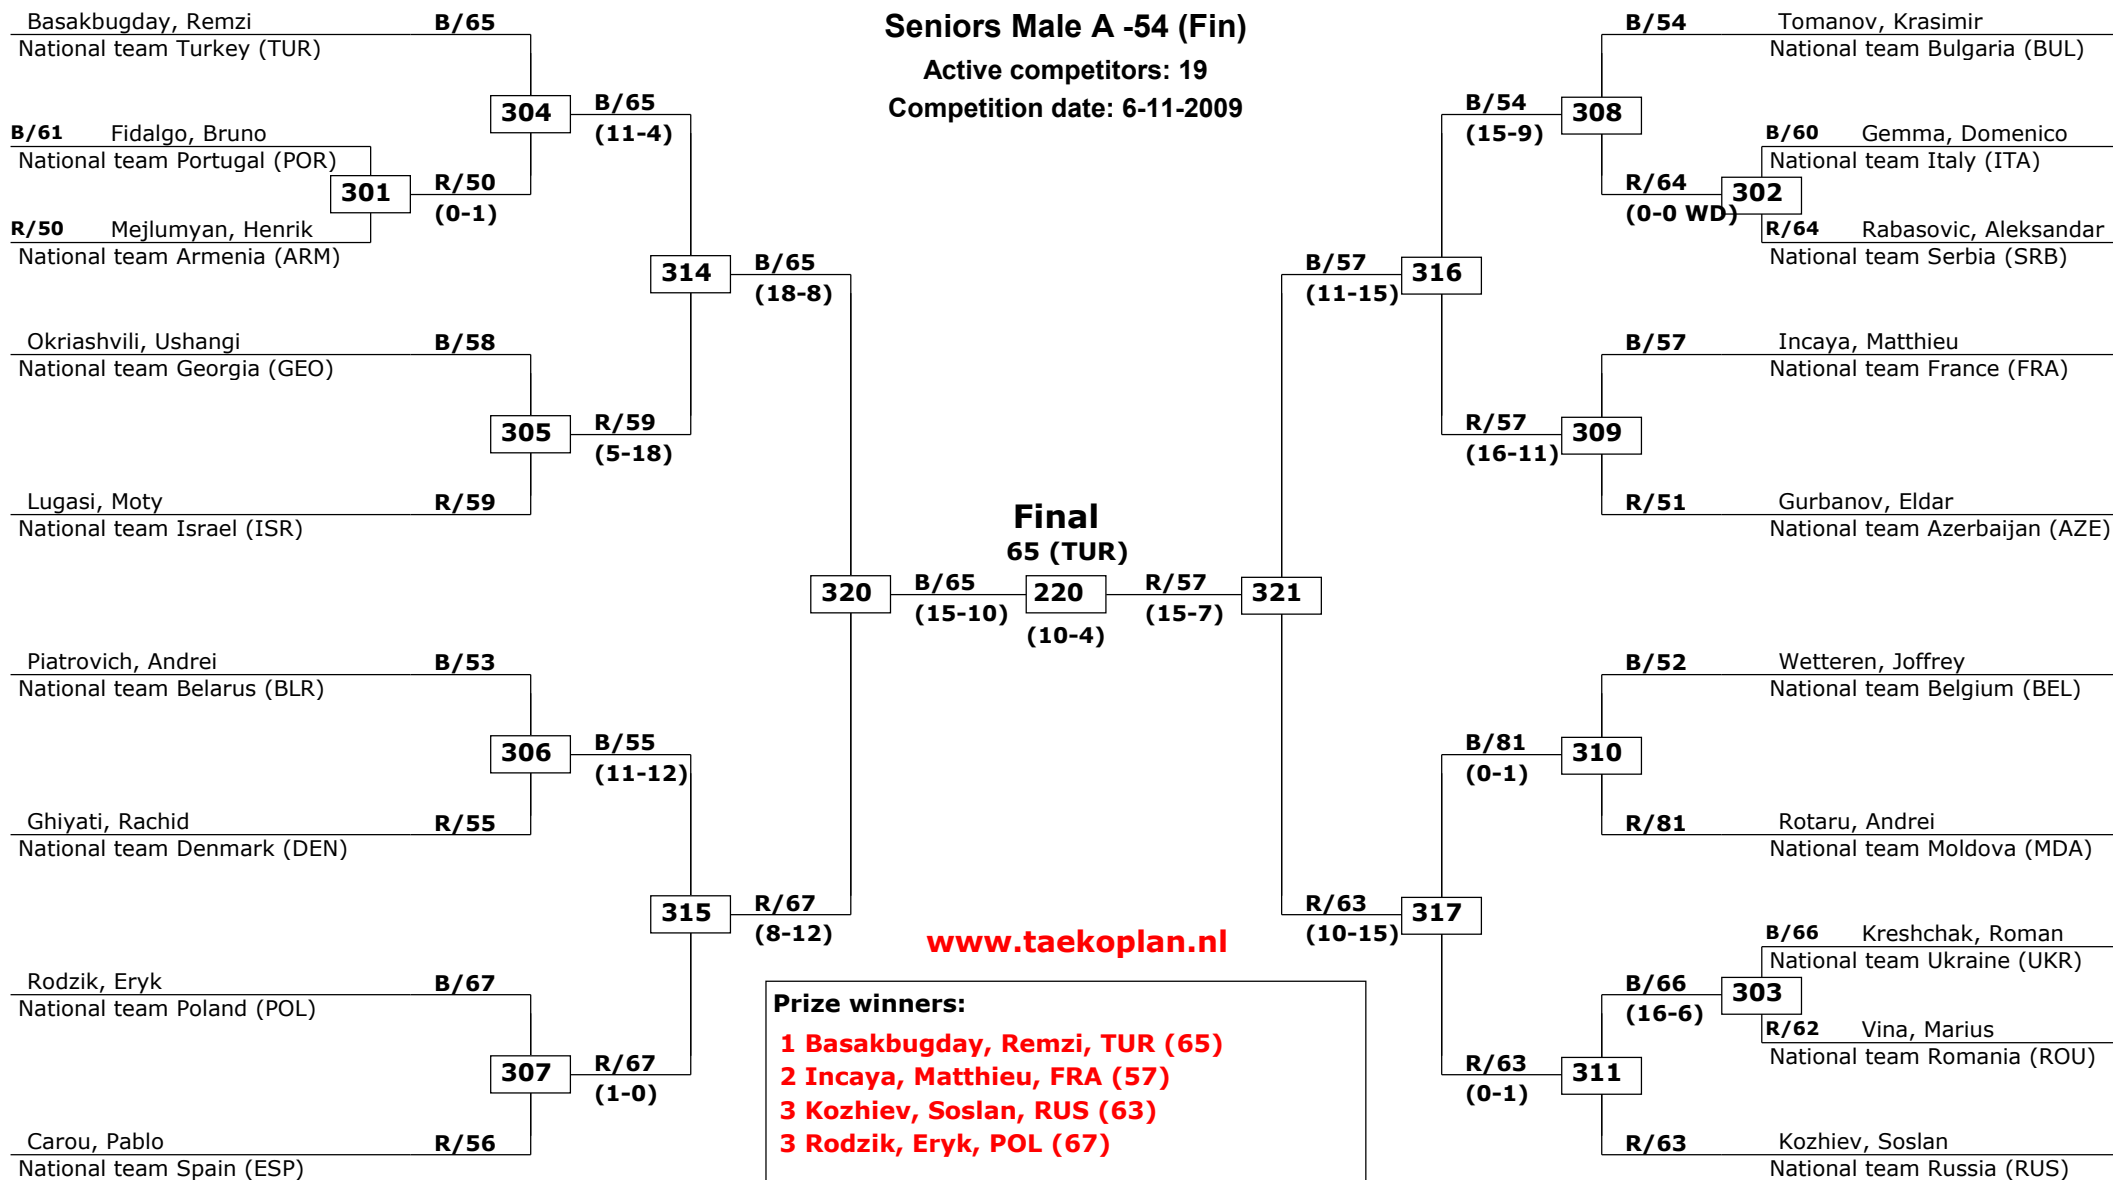 Seniors Male A -54 (Fin)
Active competitors: 19
Competition date: 6-11-2009
Basakbugday, Remzi B/65
National team Turkey (TUR)
304 B/65
(11-4)
B/61 Fidalgo, Bruno
National team Portugal (POR)
301 R/50
(0-1)
R/50 Mejlumyan, Henrik
National team Armenia (ARM)
314 B/65
(18-8)
Okriashvili, Ushangi B/58
National team Georgia (GEO)
305 R/59
(5-18)
Lugasi, Moty R/59
National team Israel (ISR)
320 B/65
(15-10)
Piatrovich, Andrei B/53
National team Belarus (BLR)
306 B/55
(11-12)
Ghiyati, Rachid R/55
National team Denmark (DEN)
315 R/67
(8-12)
Rodzik, Eryk B/67
National team Poland (POL)
307 R/67
(1-0)
Carou, Pablo R/56
National team Spain (ESP)
Final
65 (TUR)
220
(10-4)
B/54 Tomanov, Krasimir
National team Bulgaria (BUL)
B/54 308
(15-9)
B/60 Gemma, Domenico
National team Italy (ITA)
R/64 302
(0-0 WD)
R/64 Rabasovic, Aleksandar
National team Serbia (SRB)
B/57 316
(11-15)
B/57 Incaya, Matthieu
National team France (FRA)
R/57 309
(16-11)
R/51 Gurbanov, Eldar
National team Azerbaijan (AZE)
R/57 321
(15-7)
B/52 Wetteren, Joffrey
National team Belgium (BEL)
B/81 310
(0-1)
R/81 Rotaru, Andrei
National team Moldova (MDA)
R/63 317
(10-15)
B/66 Kreshchak, Roman
National team Ukraine (UKR)
B/66 303
(16-6)
R/62 Vina, Marius
National team Romania (ROU)
R/63 311
(0-1)
R/63 Kozhiev, Soslan
National team Russia (RUS)
www.taekoplan.nl
Prize winners:
1 Basakbugday, Remzi, TUR (65)
2 Incaya, Matthieu, FRA (57)
3 Kozhiev, Soslan, RUS (63)
3 Rodzik, Eryk, POL (67)